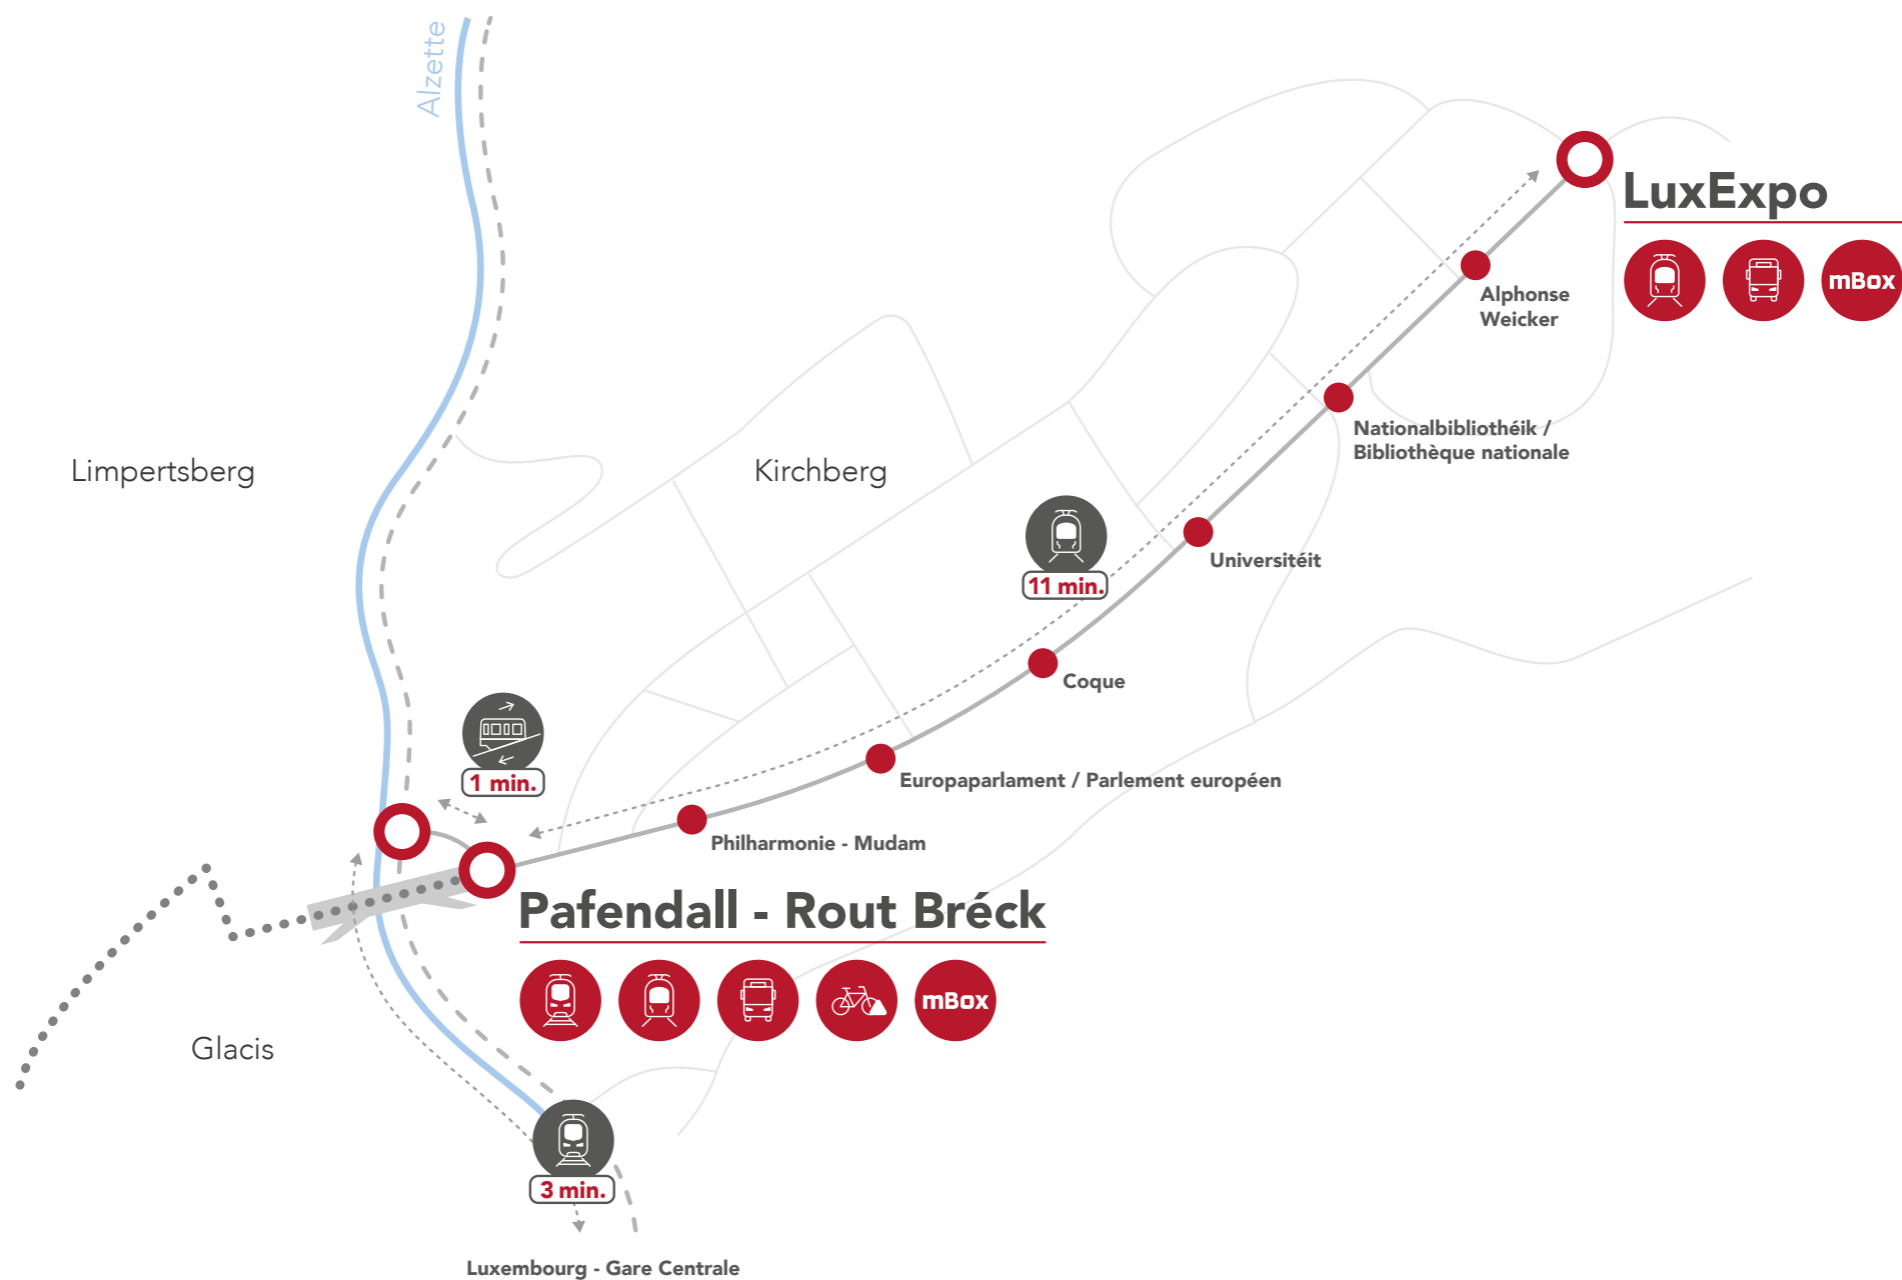 Alzette
LuxExpo
mBox
Alphonse
Weicker
Nationalbibliothéik /
Bibliothèque nationale
Limpertsberg
Kirchberg
Universitéit
11 min.
Coque
1 min.
Europaparlament / Parlement européen
Philharmonie - Mudam
Pafendall - Rout Bréck
mBox
Glacis
3 min.
Luxembourg - Gare Centrale